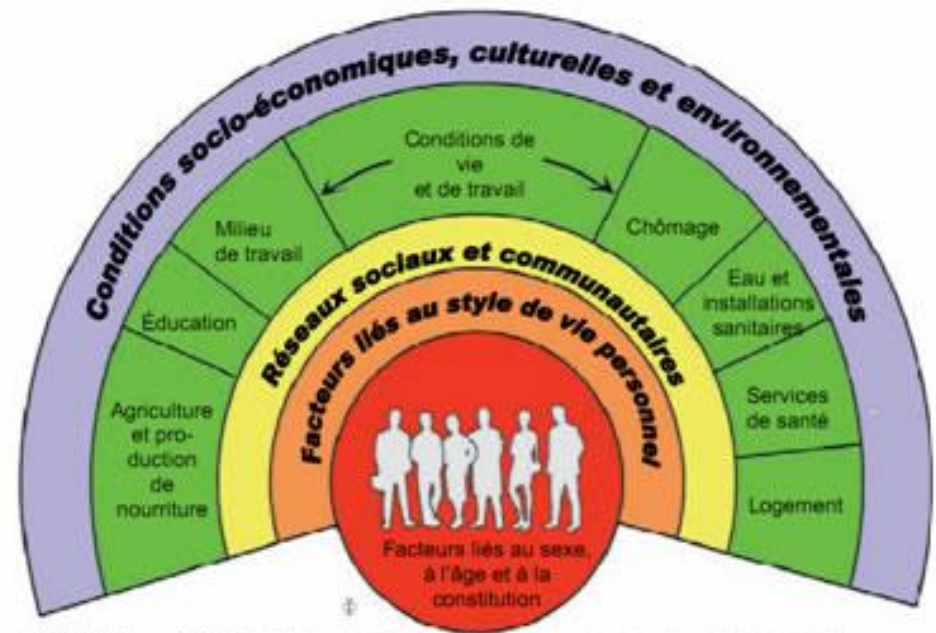 Conditions socio-économiques, culturelles et environnementales
Conditions de
vie
et de travail
Milieu
de travail
Chômage
Éducation
Eau et
installations
sanitaires
Agriculture
et pro-
duction
de
nourriture
Services
de santé
Logement
Réseaux sociaux et communautaires
Facteurs liés au style de vie personnel
Facteurs liés au sexe,
à l'âge et à la
constitution